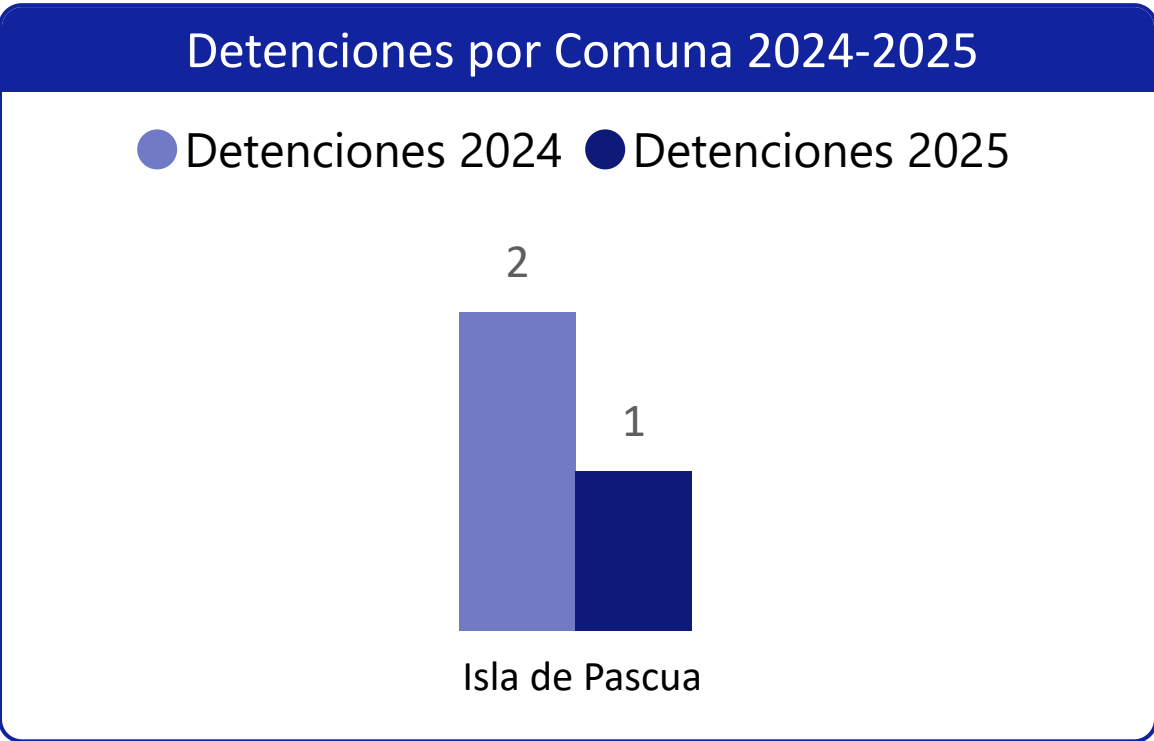 Detenciones por Comuna 2024-2025
Detenciones 2024 Detenciones 2025
2
1
Isla de Pascua